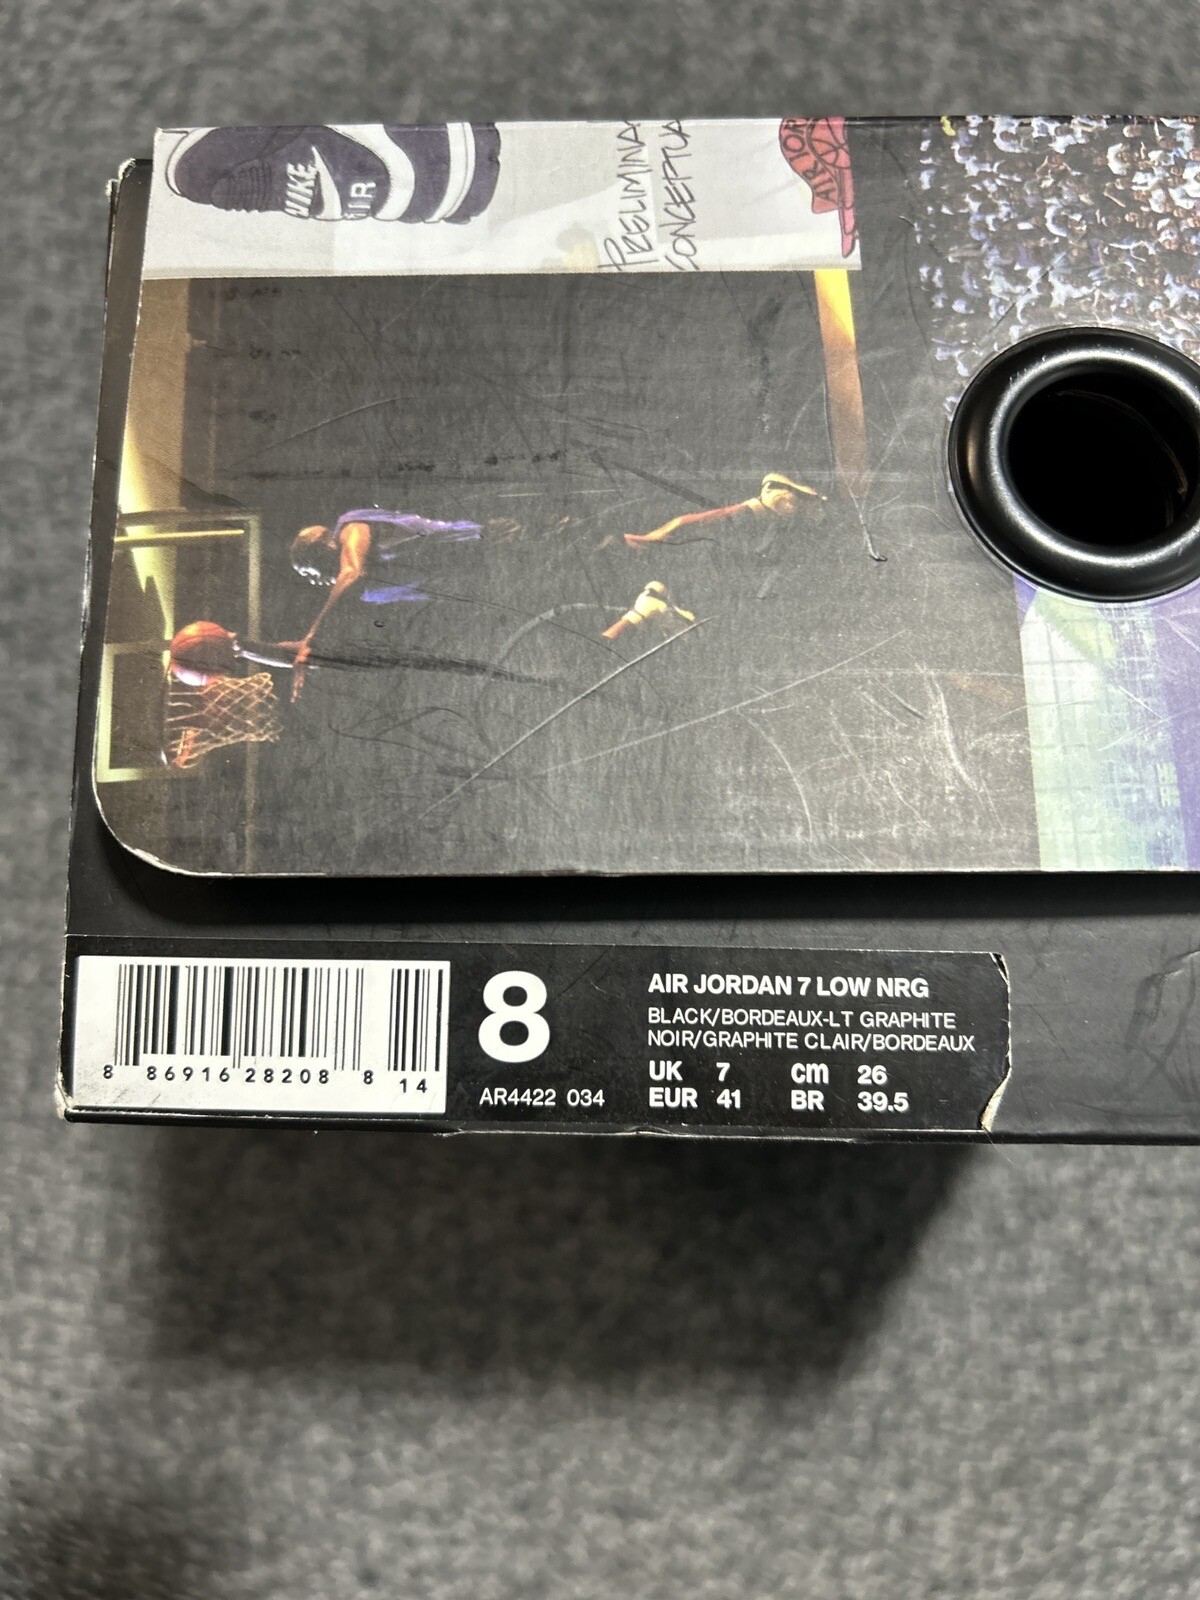 NIKE
AIR
PRELIMINA
CONCEPTUA
AIR JOR
8 86916 28208 8 14
8
AR4422 034
AIR JORDAN 7 LOW NRG
BLACK/BORDEAUX-LT GRAPHITE
NOIR/GRAPHITE CLAIR/BORDEAUX
UK 7 cm 26
EUR 41 BR 39.5